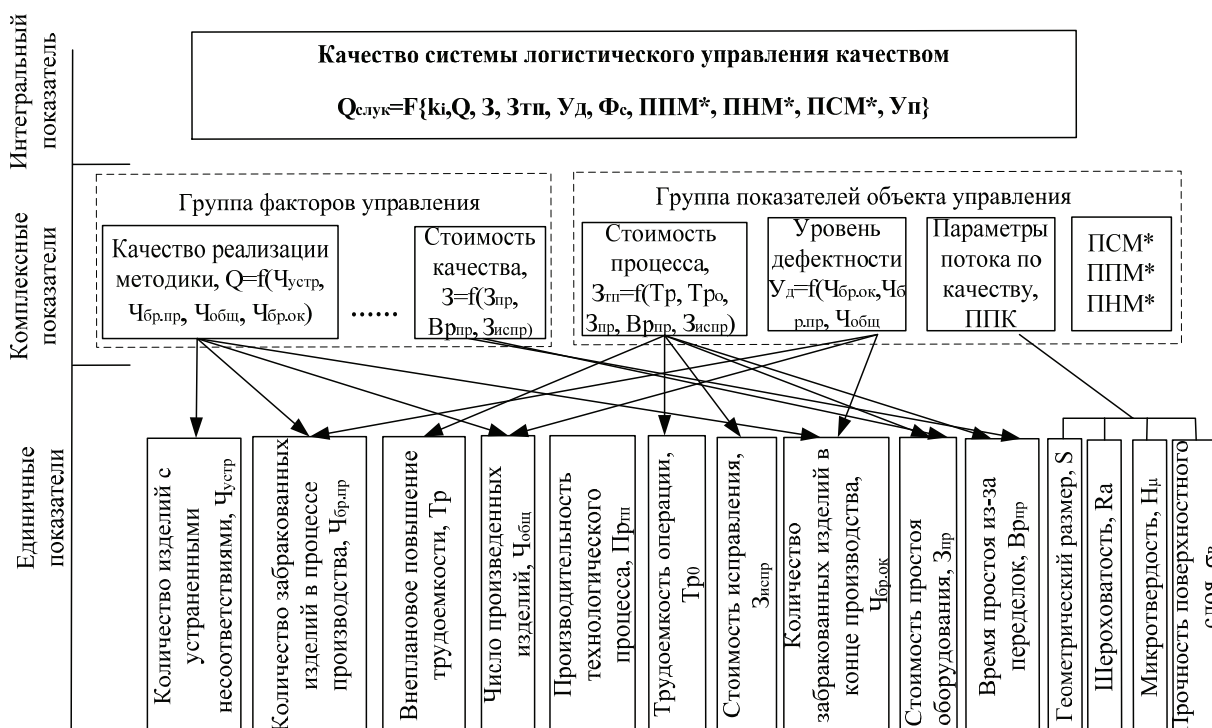 Интегральный
показатель
Качество системы логистического управления качеством
Qслук=F{ki,Q, З, Зтп, Уд, Фс, ППМ*, ПНМ*, ПСМ*, Уп}
Комплексные
показатели
Группа факторов управления
Качество реализации
методики, Q=f(Чустр,
Чбр.пр, Чобщ, Чбр.ок)
......
Стоимость
качества,
З=f(Зпр,
Врпр, Зиспр)
Группа показателей объекта управления
Стоимость
процесса,
Зтп=f(Тр, Тро,
Зпр, Врпр, Зиспр)
Уровень
дефектности
Уд=f(Чбр.ок,Чб
р.пр, Чобщ
Параметры
потока по
качеству,
ППК
ПСМ*
ППМ*
ПНМ*
Единичные
показатели
Количество изделий с
устраненными
несоответствиями, Чустр
Количество забракованных
изделий в процессе
производства, Чбр.пр
Внеплановое повышение
трудоемкости, Тр
Число произведенных
изделий, Чобщ
Производительность
технологического
процесса, Пртп
Трудоемкость операции,
Тр0
Стоимость исправления,
Зиспр
Количество
забракованных изделий в
конце производства,
Чбр.ок
Стоимость простоя
оборудования, Зпр
Время простоя из-за
переделок, Врпр
Геометрический размер, S
Шероховатость, Ra
Микротвердость, Hμ
Прочность поверхностного
слоя, σв